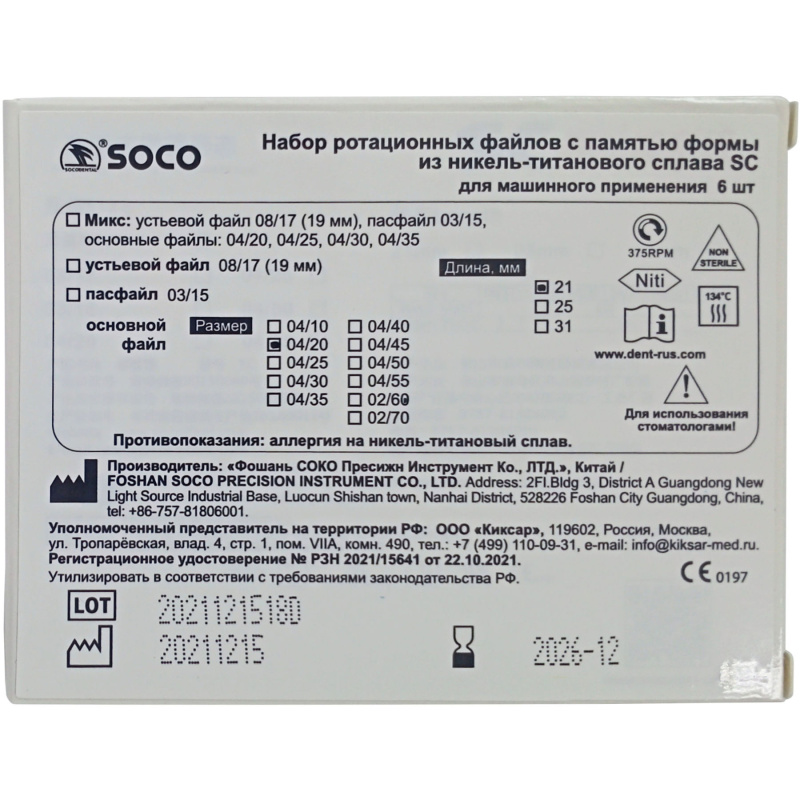 ® SOCO
SOCODENTAL
Набор ротационных файлов с памятью формы
из никель-титанового сплава SC
для машинного применения 6 шт
Микс: устьевой файл 08/17 (19 мм), пасфайл 03/15,
основные файлы: 04/20, 04/25, 04/30, 04/35
устьевой файл 08/17 (19 мм)
пасфайл 03/15
Длина, мм
21
25
31
основной файл
Размер
04/10
04/20
04/25
04/30
04/35
04/40
04/45
04/50
04/55
02/60
02/70
375RPM
NON
STERILE
Niti
134°C
www.dent-rus.com
Для использования
стоматологами!
Противопоказания: аллергия на никель-титановый сплав.
Производитель: «Фошань СОКО Пресижн Инструмент Ко., ЛТД.», Китай /
FOSHAN SOCO PRECISION INSTRUMENT CO., LTD. Address: 2Fl.Bldg 3, District A Guangdong New
Light Source Industrial Base, Luocun Shishan town, Nanhai District, 528226 Foshan City Guangdong, China,
tel: +86-757-81806001.
Уполномоченный представитель на территории РФ: ООО «Киксар», 119602, Россия, Москва,
ул. Тропарёвская, влад. 4, стр. 1, пом. VIIA, комн. 490, тел.: +7 (499) 110-09-31, e-mail: info@kiksar-med.ru.
Регистрационное удостоверение № РЗН 2021/15641 от 22.10.2021.
Утилизировать в соответствии с требованиями законодательства РФ.
CE 0197
LOT 20211215180
20211215
2026-12